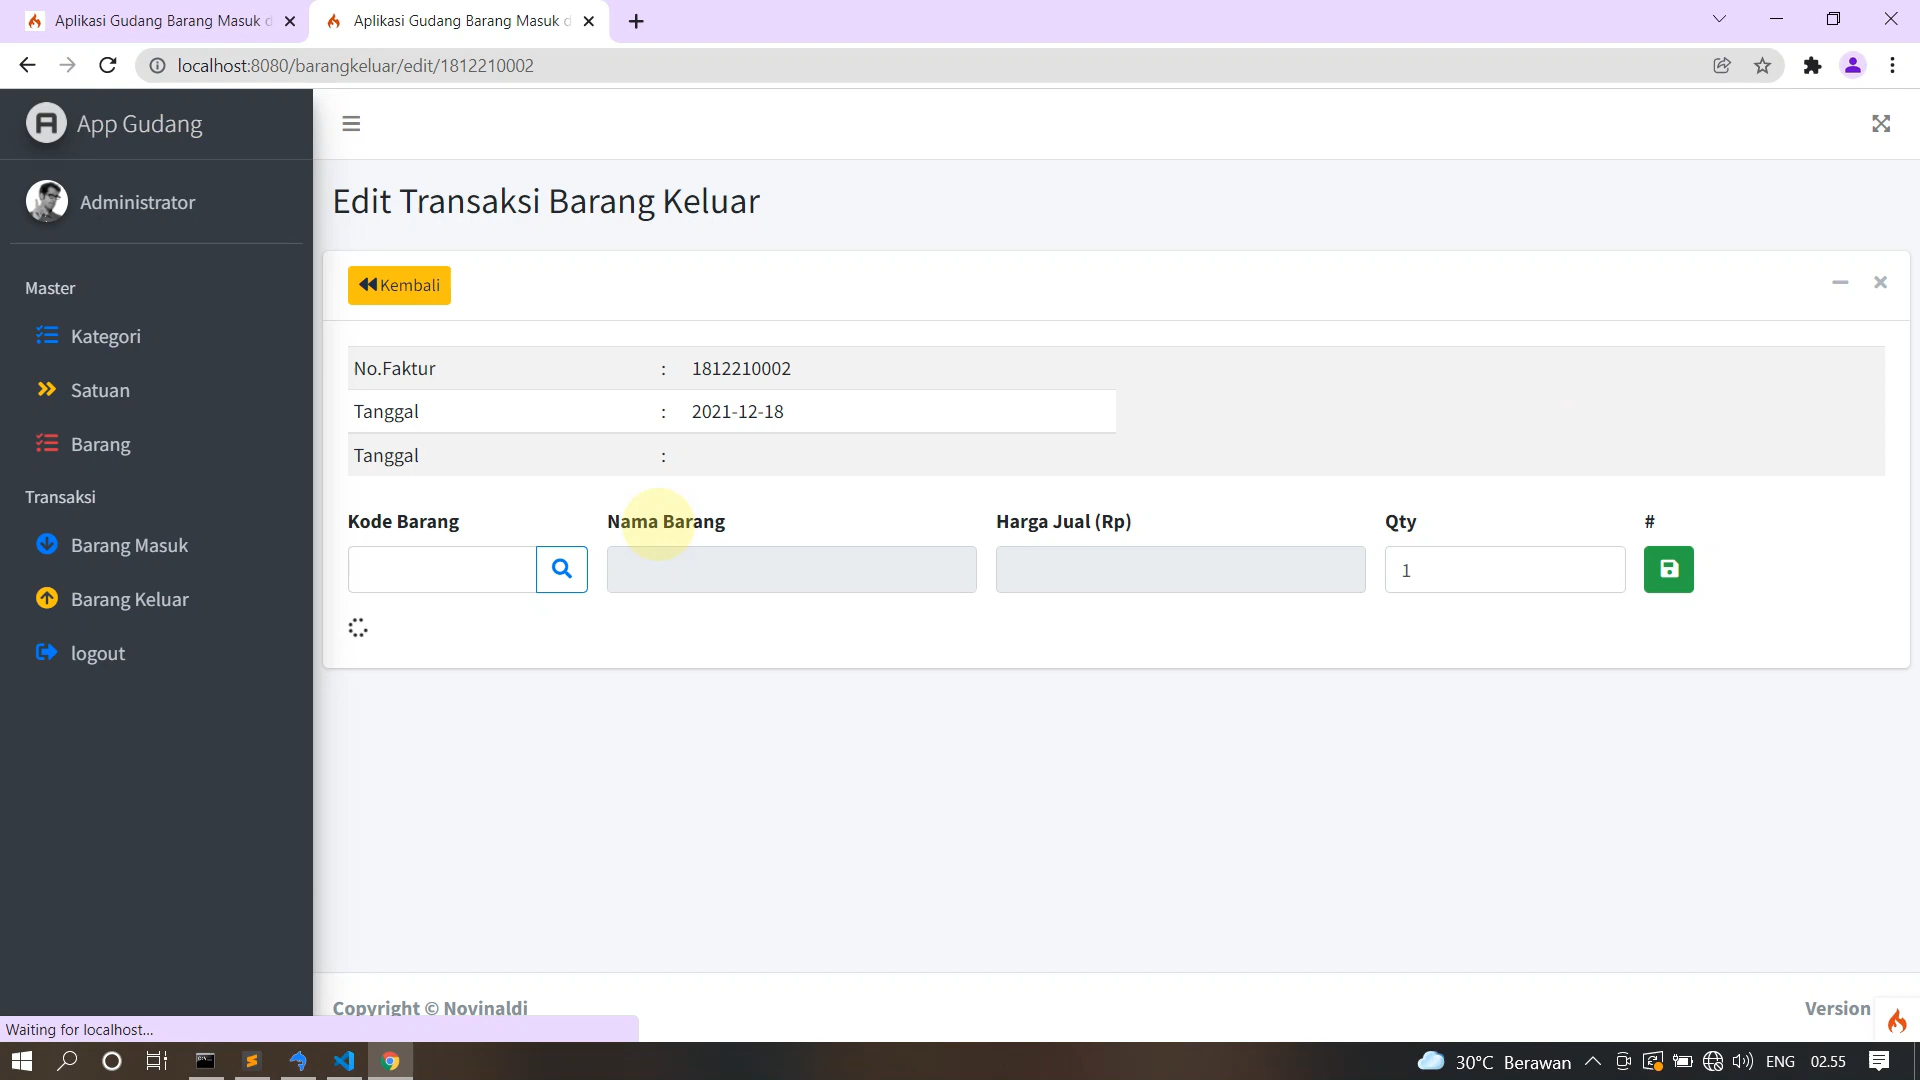 Aplikasi Gudang Barang Masuk d
Aplikasi Gudang Barang Masuk d
localhost:8080/barangkeluar/edit/1812210002
App Gudang
Administrator
Master
Kategori
Satuan
Barang
Transaksi
Barang Masuk
Barang Keluar
logout
Edit Transaksi Barang Keluar
Kembali
No.Faktur : 1812210002
Tanggal : 2021-12-18
Tanggal :
Kode Barang Nama Barang Harga Jual (Rp) Qty #
1
Copyright © Novinaldi
Version
Waiting for localhost...
30°C Berawan ENG 02.55